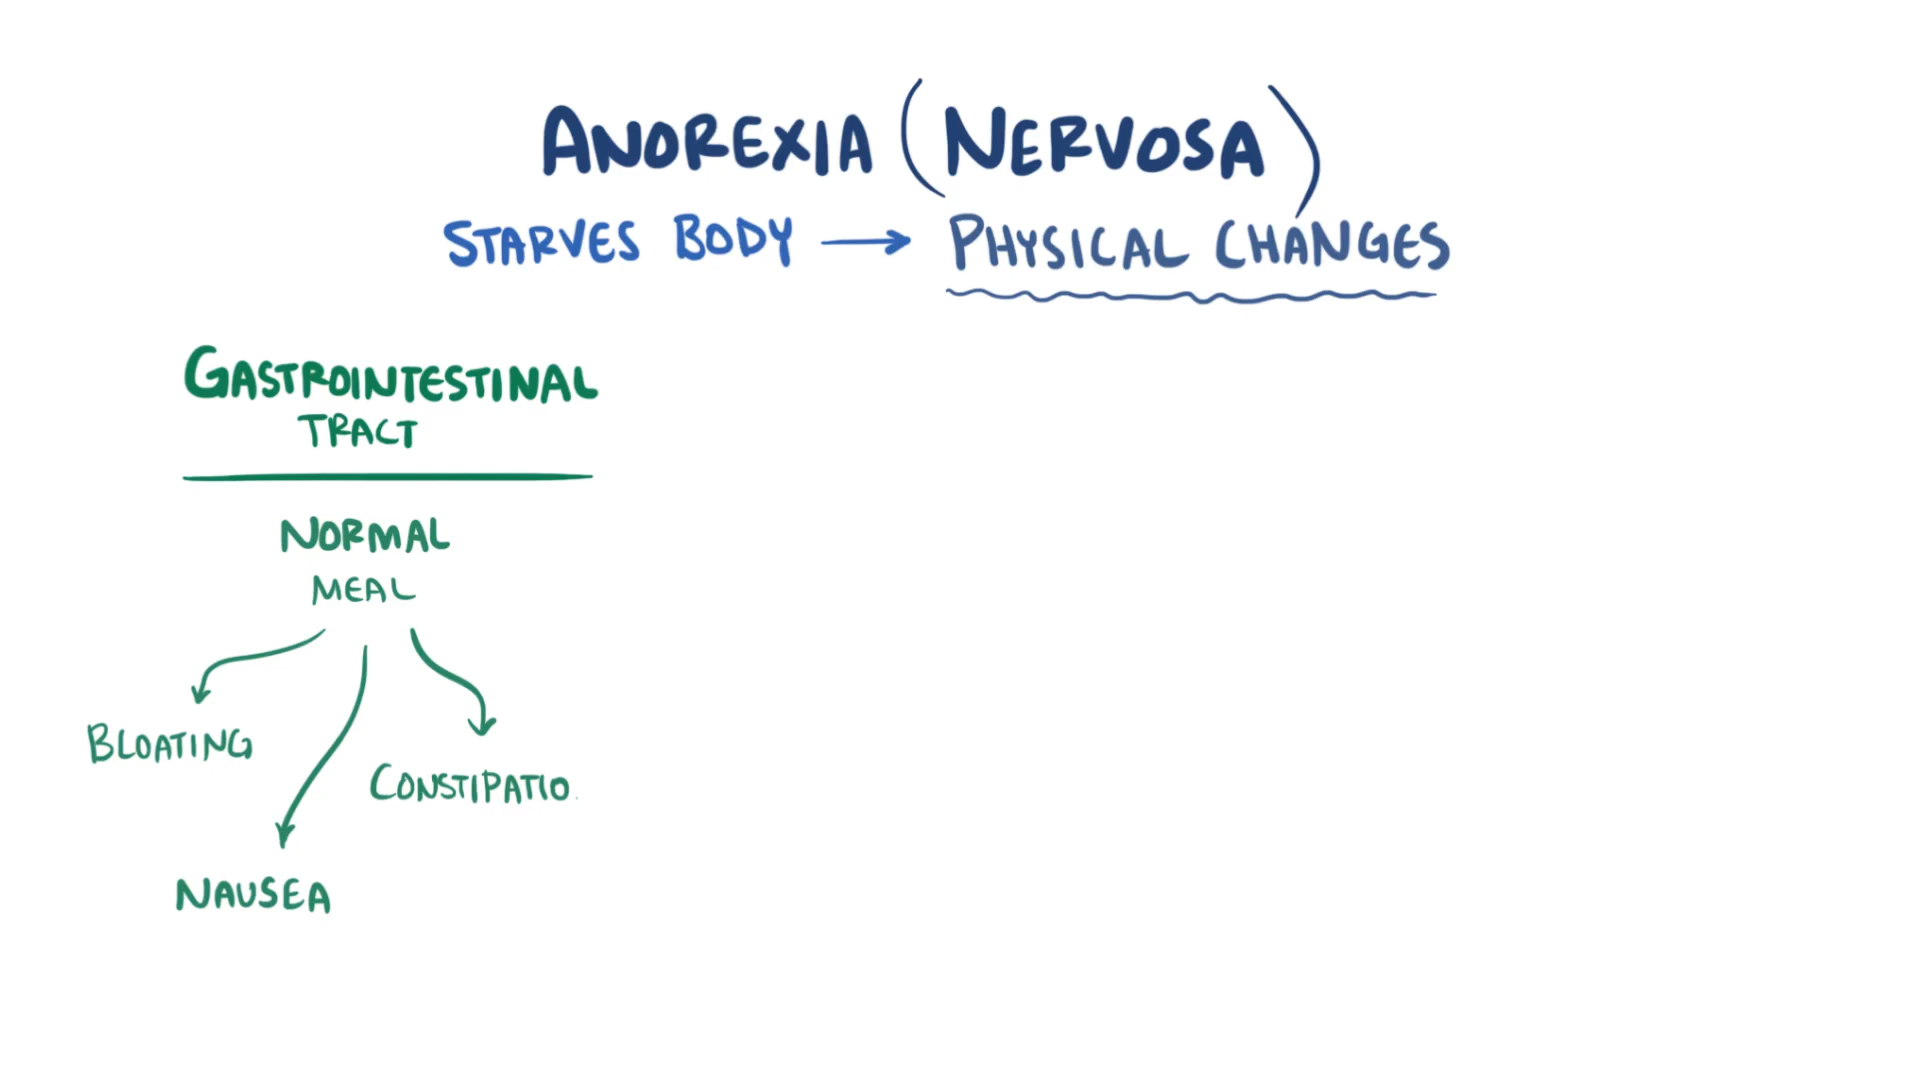 ANOREXIA (NERVOSA)
STARVES BODY → PHYSICAL CHANGES
GASTROINTESTINAL
TRACT
NORMAL
MEAL
BLOATING
CONSTIPATIO
NAUSEA